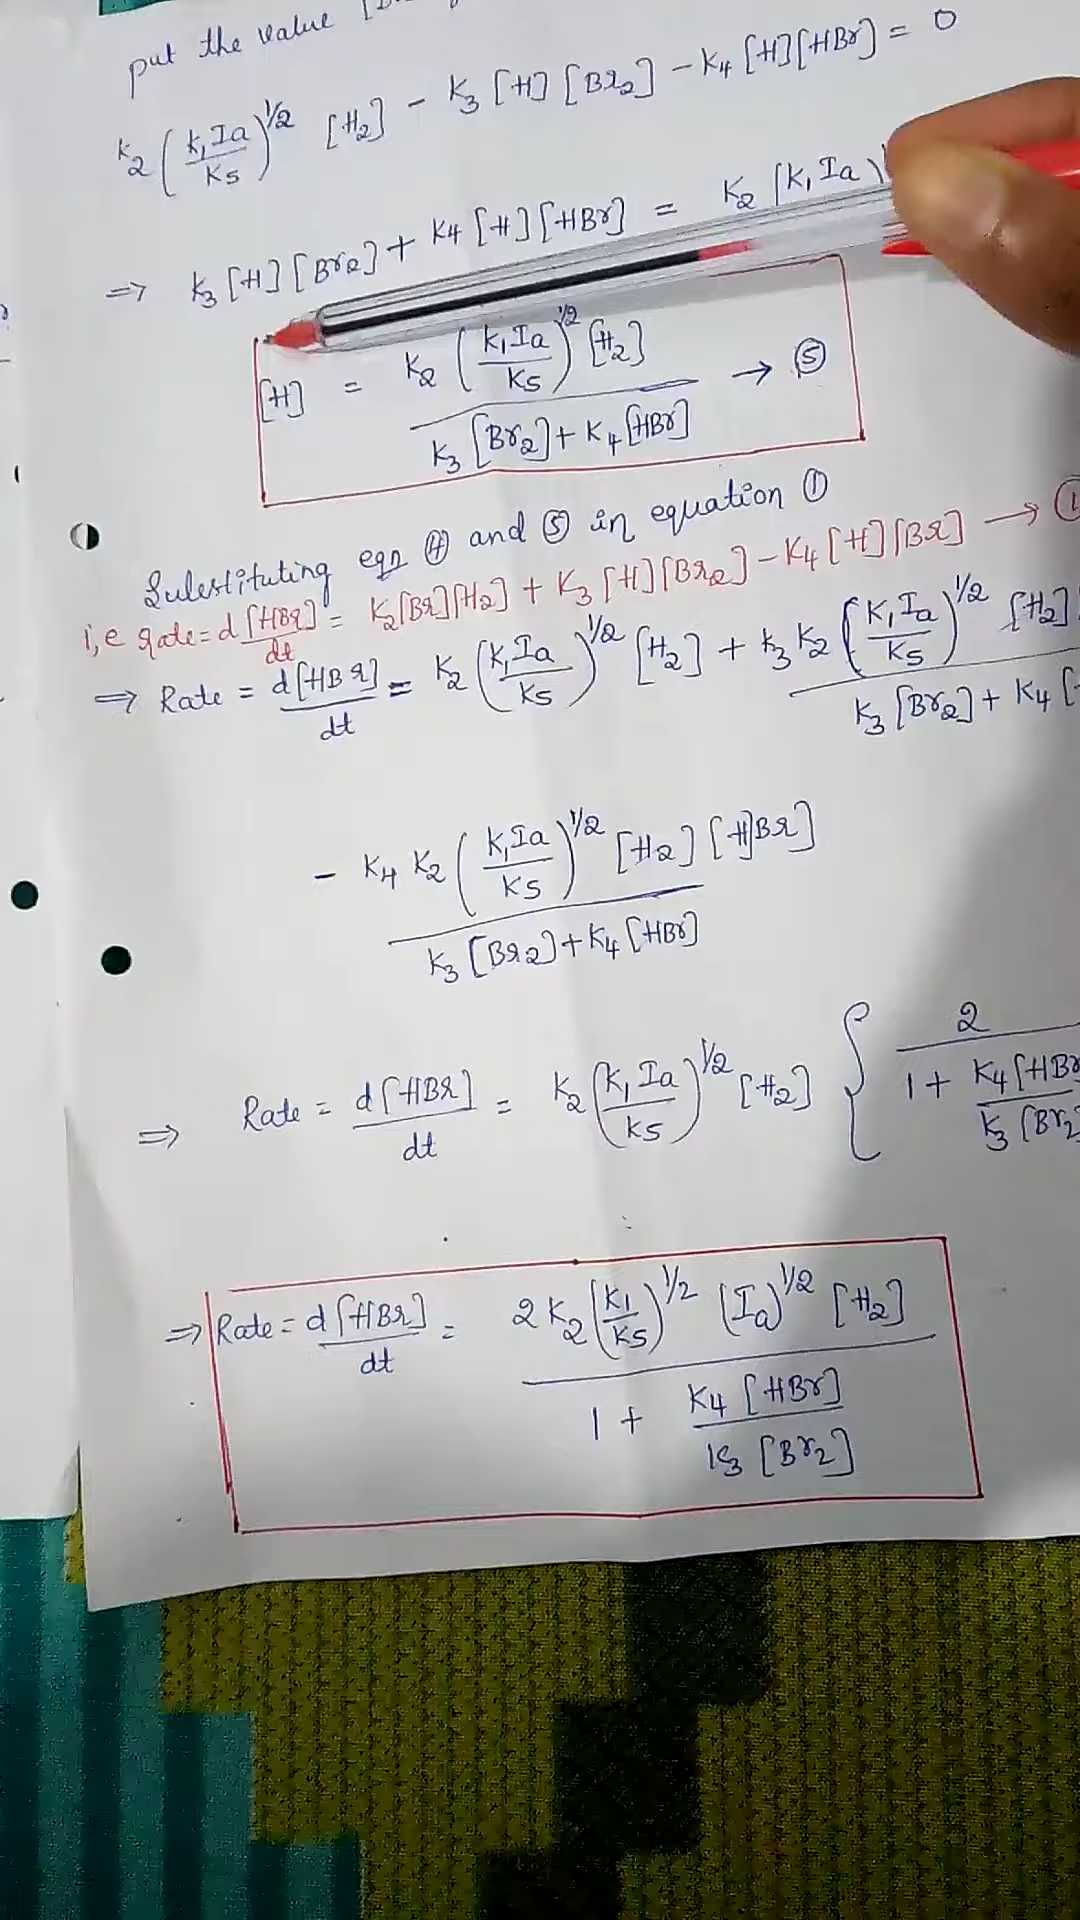 put the value
k2 (k1Ia/k5)^1/2 [H2] - k3 [H] [Br2] - k4 [H][HBr] = 0
⇒ k3 [H] [Br2] + k4 [H] [HBr] = k2 (k1 Ia)
[H] = k2 (k1Ia/k5)^1/2 [H2] / k3 [Br2] + k4 [HBr] → ⑤
Sulestituting eqn ④ and ⑤ in equation ①
i,e rate = d[HBr]/dt = k2[Br][H2] + k3 [H][Br2] - k4 [H][Br] → ①
⇒ Rate = d[HBr]/dt = k2 (k1Ia/k5)^1/2 [H2] + k3 k2 (k1Ia/k5)^1/2 [H2] / k3 [Br2] + k4 [
- k4 k2 (k1Ia/k5)^1/2 [H2] [HBr] / k3 [Br2] + k4 [HBr]
⇒ Rate = d[HBr]/dt = k2 (k1Ia/k5)^1/2 [H2] { 2 / 1 + k4 [HBr / k3 [Br2
⇒ Rate = d[HBr]/dt = 2 k2 (k1/k5)^1/2 (Ia)^1/2 [H2] / 1 + k4 [HBr] / k3 [Br2]